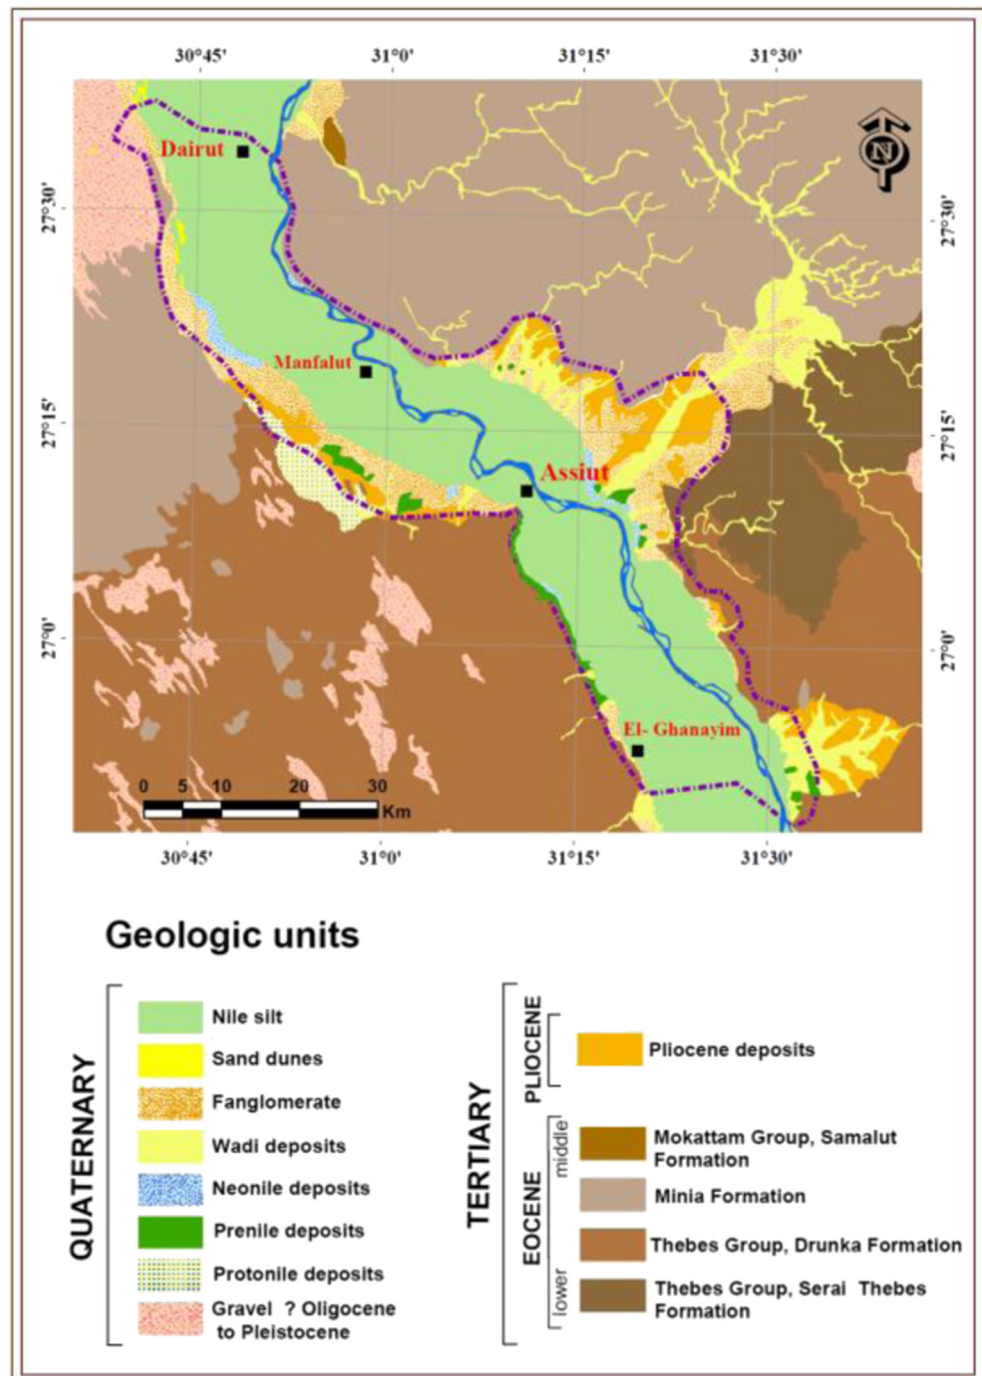 30°45' 31°0' 31°15' 31°30'
N
Dairut
27°30' 27°30'
Manfalut
27°15' 27°15'
Assiut
27°0' 27°0'
El- Ghanayim
0 5 10 20 30
Km
30°45' 31°0' 31°15' 31°30'
Geologic units
QUATERNARY
Nile silt
Sand dunes
Fanglomerate
Wadi deposits
Neonile deposits
Prenile deposits
Protonile deposits
Gravel ? Oligocene
to Pleistocene
TERTIARY
PLIOCENE
Pliocene deposits
EOCENE
middle
Mokattam Group, Samalut
Formation
Minia Formation
Thebes Group, Drunka Formation
lower
Thebes Group, Serai Thebes
Formation